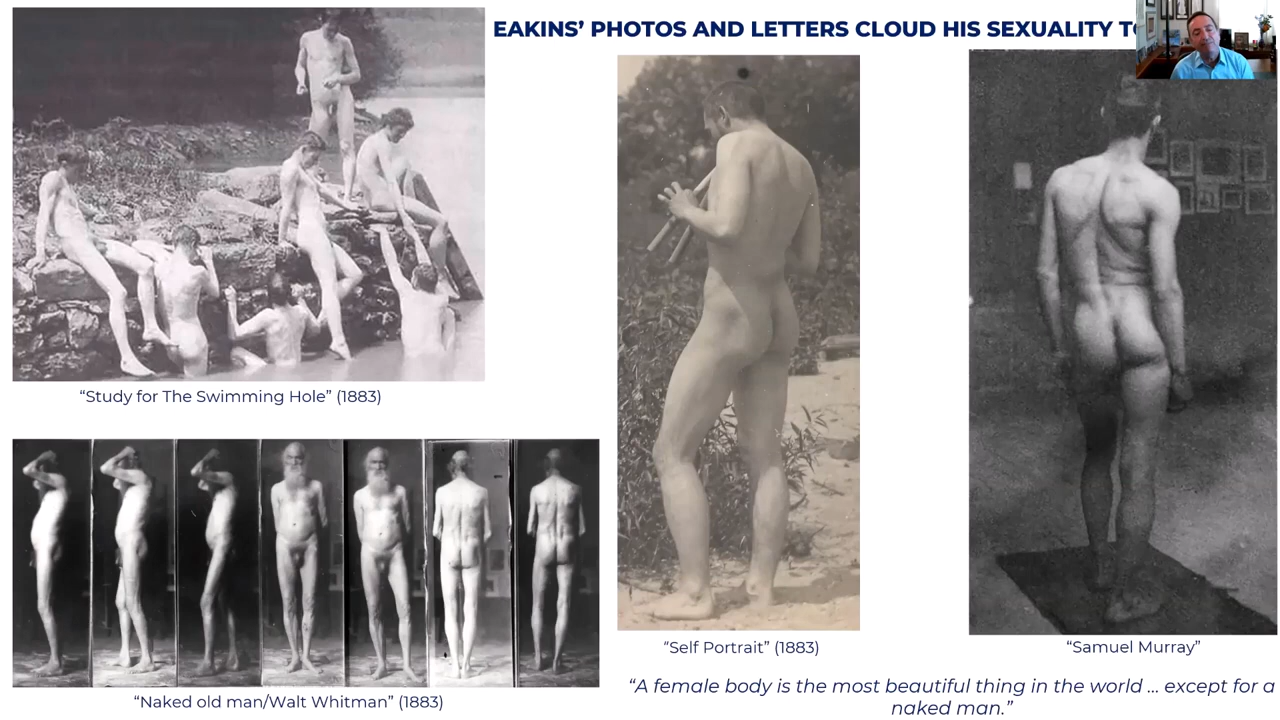 EAKINS’ PHOTOS AND LETTERS CLOUD HIS SEXUALITY
“Study for The Swimming Hole” (1883)
“Naked old man/Walt Whitman” (1883)
“Self Portrait” (1883)
“Samuel Murray”
“A female body is the most beautiful thing in the world ... except for a
naked man.”